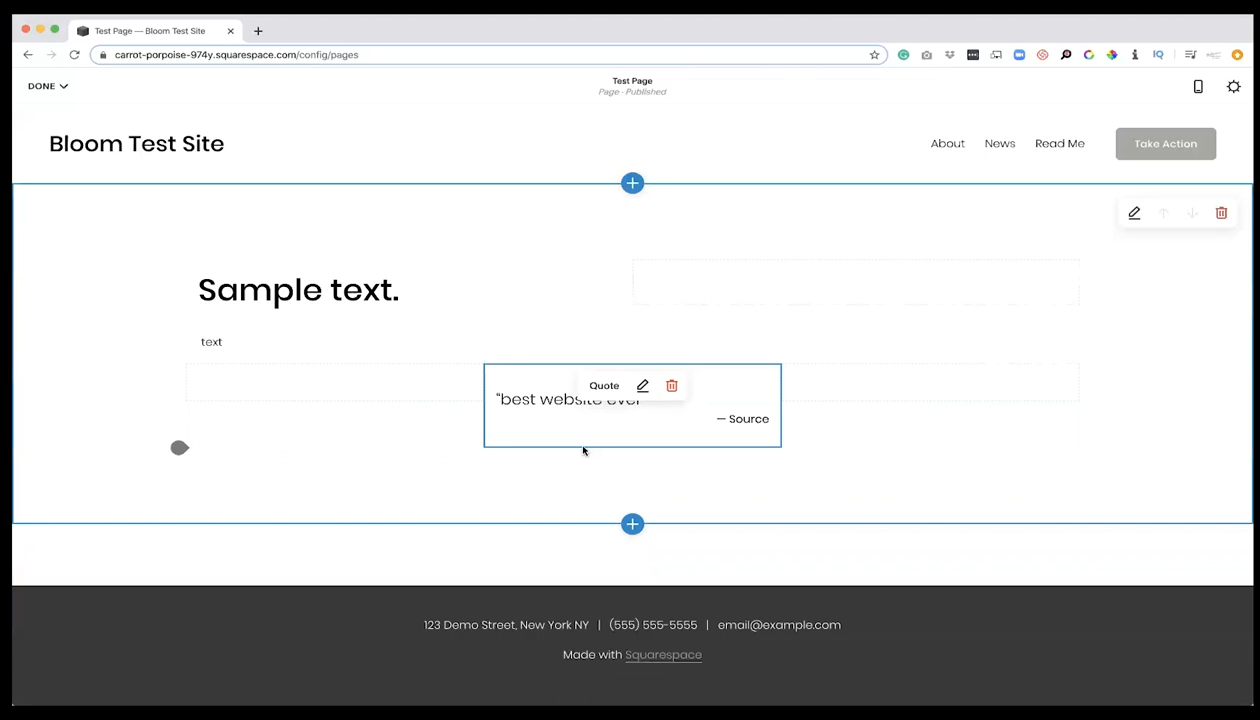 Test Page — Bloom Test Site
carrot-porpoise-974y.squarespace.com/config/pages
IQ
DONE
Test Page
Page · Published
Bloom Test Site
About
News
Read Me
Take Action
Sample text.
text
Quote
“best website ever
— Source
123 Demo Street, New York NY | (555) 555-5555 | email@example.com
Made with Squarespace